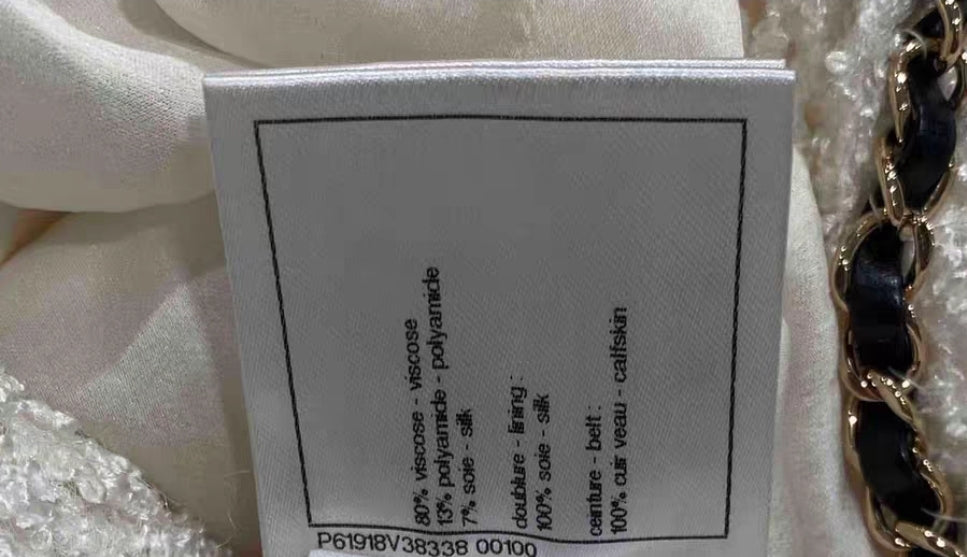 80% viscose - viscose
13% polyamide - polyamide
7% soie - silk
doublure - lining :
100% soie - silk
ceinture - belt :
100% cuir veau - calfskin
P61918V38338 00100